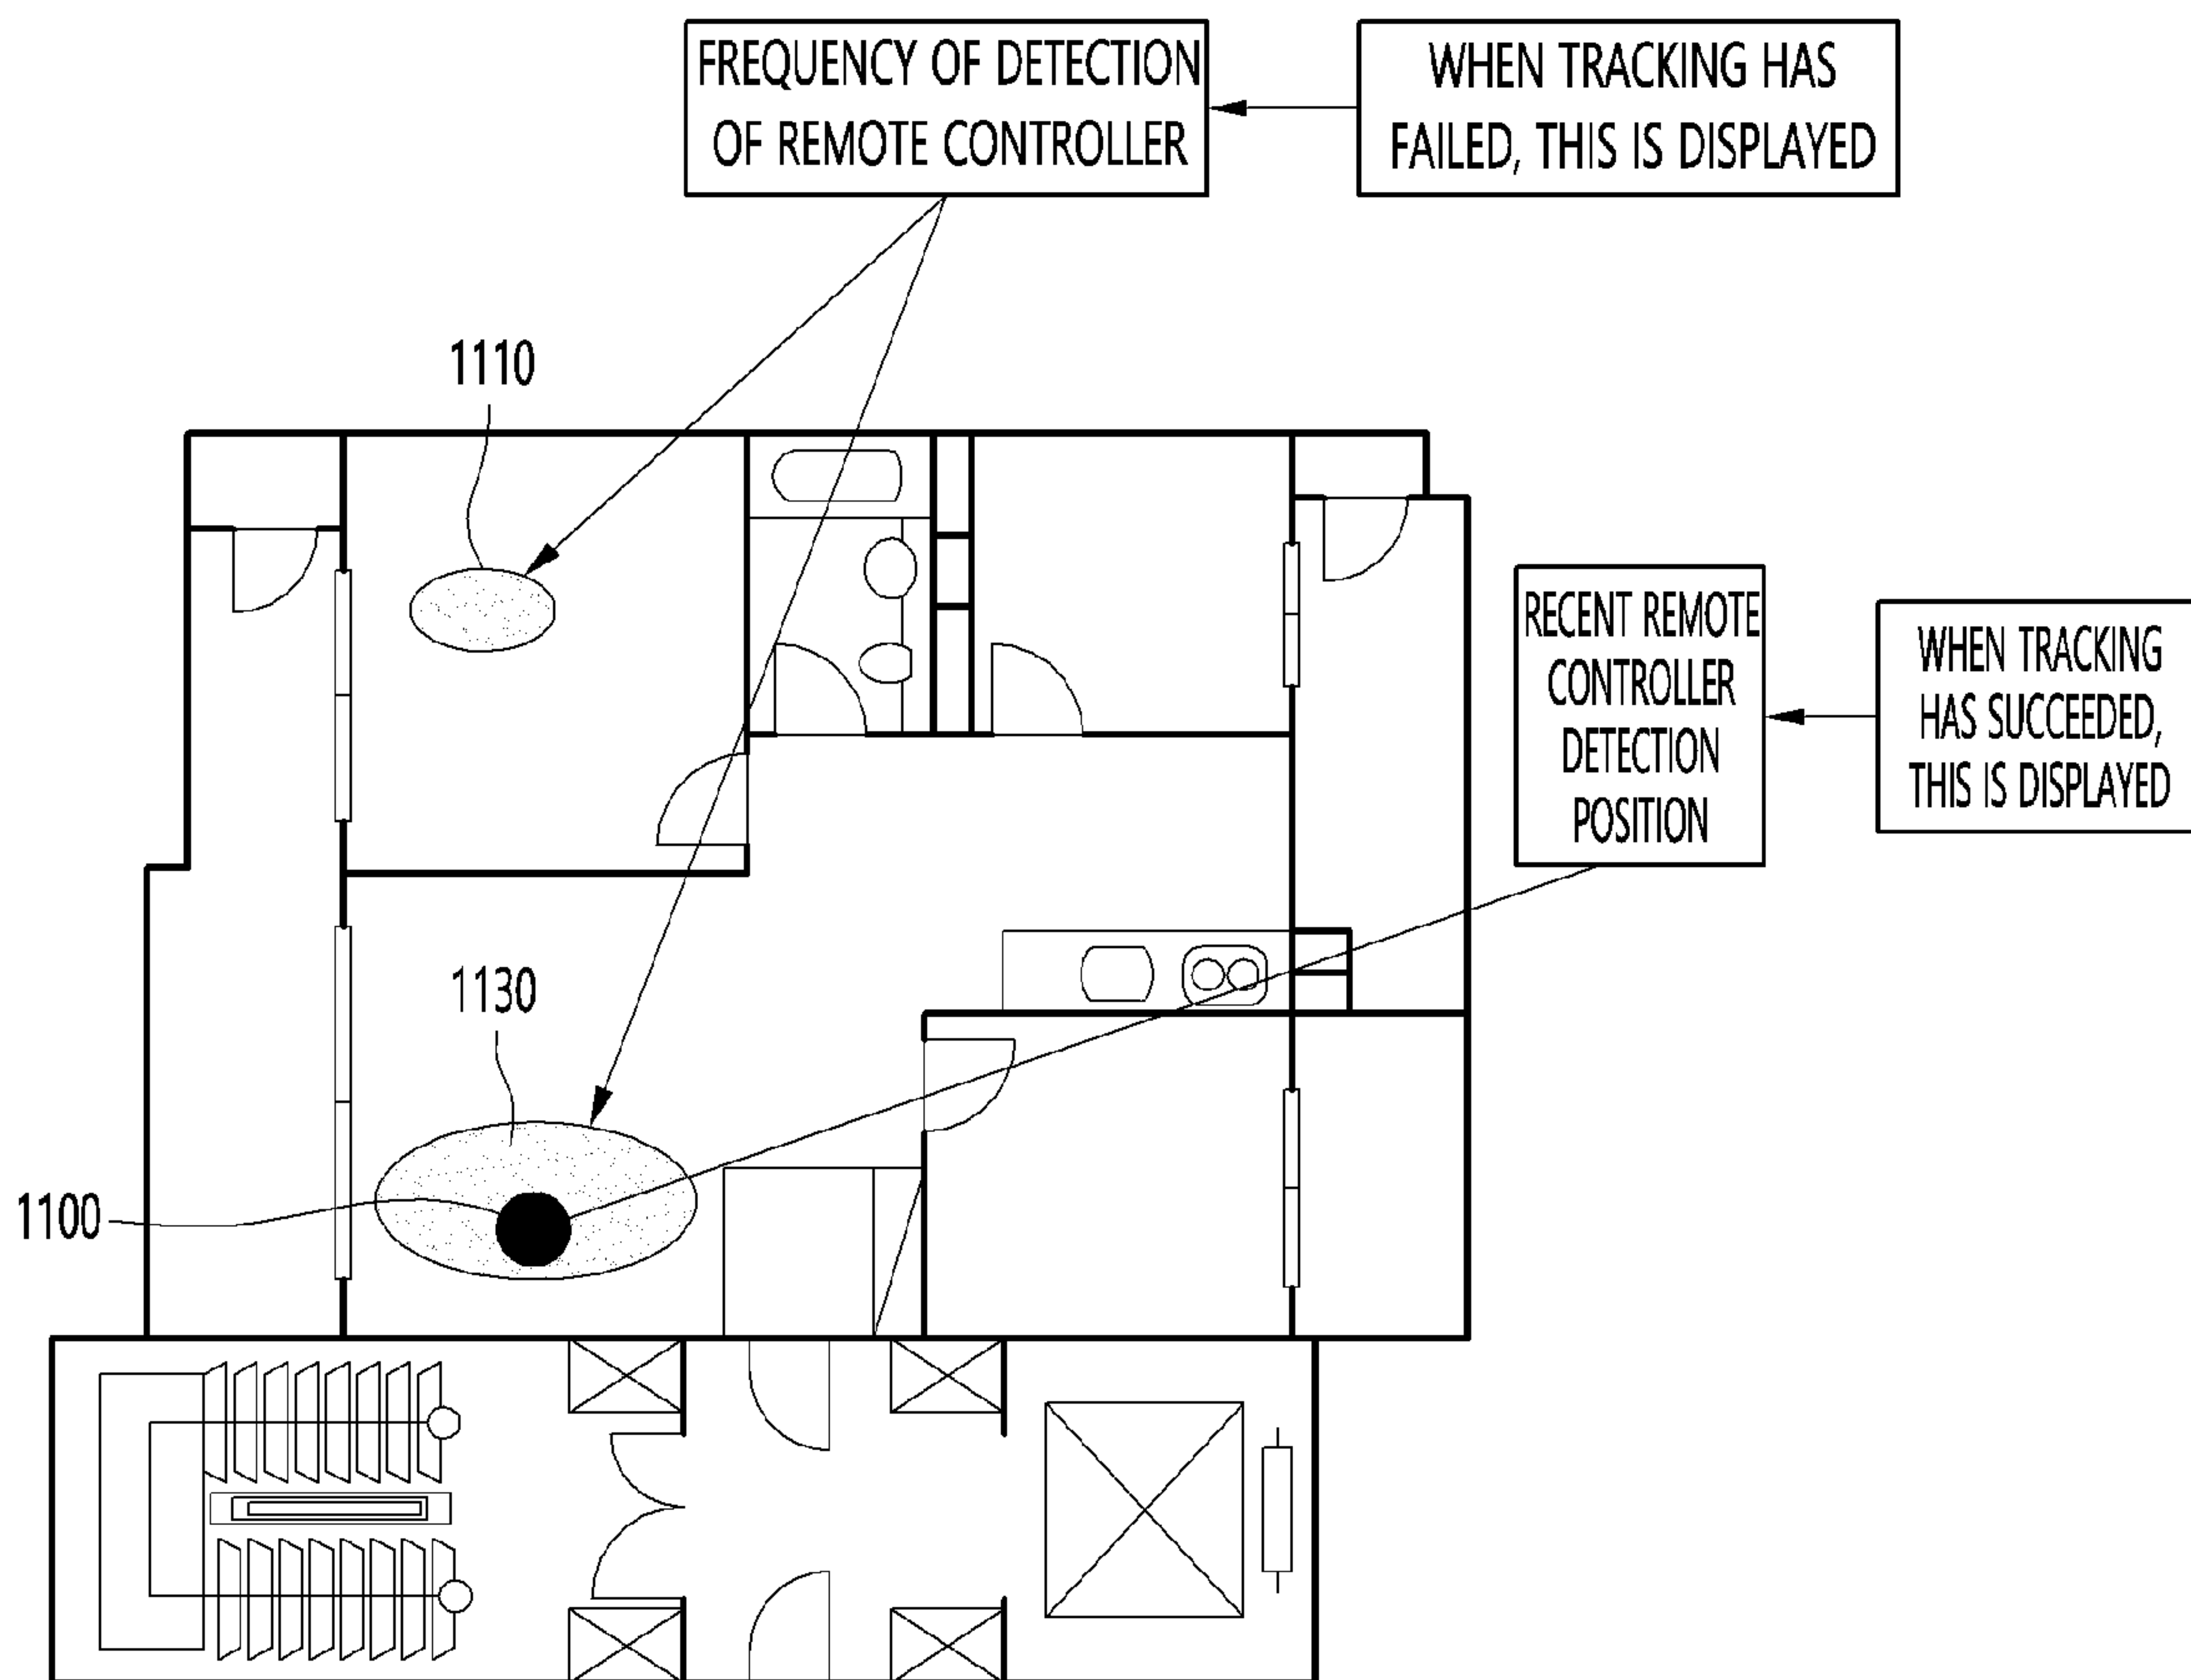 FREQUENCY OF DETECTION
OF REMOTE CONTROLLER
WHEN TRACKING HAS
FAILED, THIS IS DISPLAYED
1110
RECENT REMOTE
CONTROLLER
DETECTION
POSITION
WHEN TRACKING
HAS SUCCEEDED,
THIS IS DISPLAYED
1130
1100